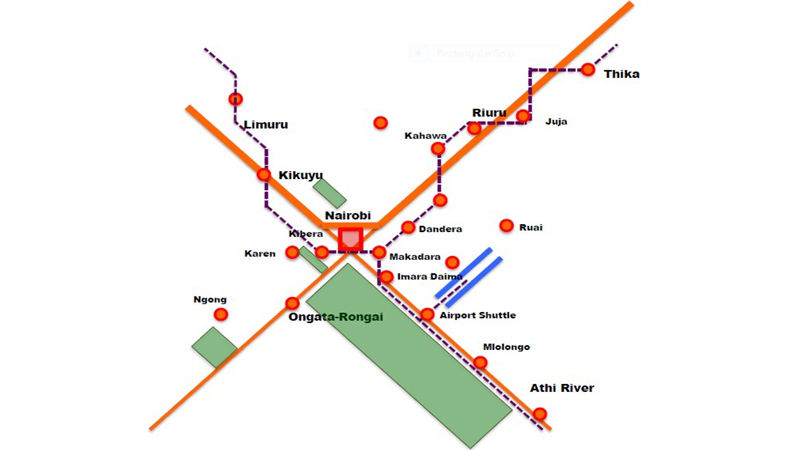 Thika
Riuru
Juja
Limuru
Kahawa
Kikuyu
Nairobi
Kibera
Dandera
Ruai
Karen
Makadara
Imara Daima
Ngong
Ongata-Rongai
Airport Shuttle
Mlolongo
Athi River